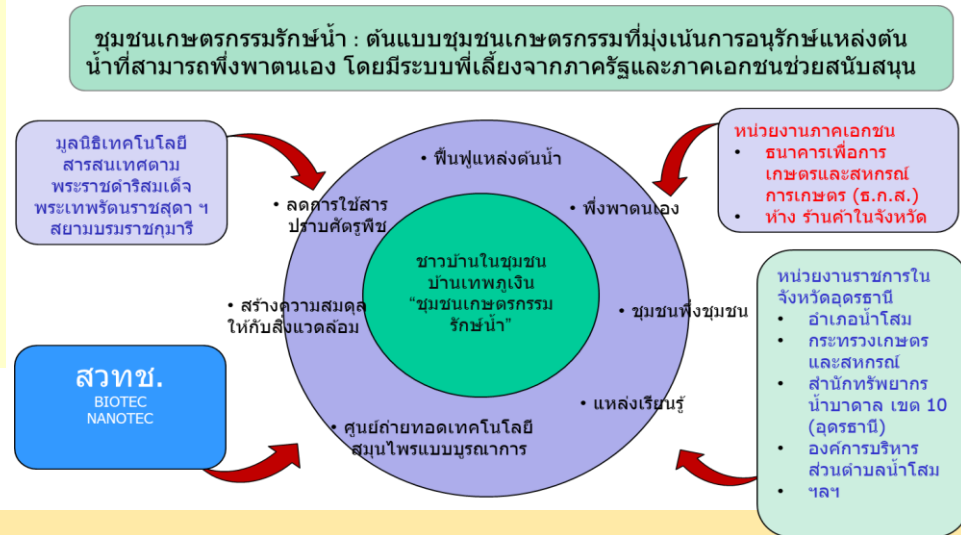 ชุมชนเกษตรกรรมรักษ์น้ำ : ต้นแบบชุมชนเกษตรกรรมที่มุ่งเน้นการอนุรักษ์แหล่งต้น
น้ำที่สามารถพึ่งพาตนเอง โดยมีระบบพี่เลี้ยงจากภาครัฐและภาคเอกชนช่วยสนับสนุน
มูลนิธิเทคโนโลยี
สารสนเทศตาม
พระราชดำริสมเด็จ
พระเทพรัตนราชสุดา ฯ
สยามบรมราชกุมารี
สวทช.
BIOTEC
NANOTEC
• ฟื้นฟูแหล่งต้นน้ำ
• ลดการใช้สาร
ปราบศัตรูพืช
• พึ่งพาตนเอง
• สร้างความสมดุล
ให้กับสิ่งแวดล้อม
• ชุมชนพึ่งชุมชน
• แหล่งเรียนรู้
• ศูนย์ถ่ายทอดเทคโนโลยี
สมุนไพรแบบบูรณาการ
ชาวบ้านในชุมชน
บ้านเทพภูเงิน
“ชุมชนเกษตรกรรม
รักษ์น้ำ”
หน่วยงานภาคเอกชน
• ธนาคารเพื่อการ
เกษตรและสหกรณ์
การเกษตร (ธ.ก.ส.)
• ห้าง ร้านค้าในจังหวัด
หน่วยงานราชการใน
จังหวัดอุดรธานี
• อำเภอน้ำโสม
• กระทรวงเกษตร
และสหกรณ์
• สำนักทรัพยากร
น้ำบาดาล เขต 10
(อุดรธานี)
• องค์การบริหาร
ส่วนตำบลน้ำโสม
• ฯลฯ